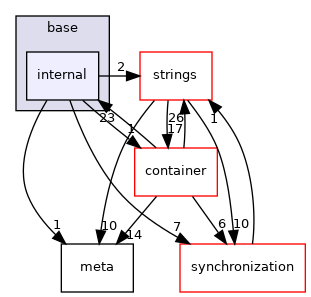 base
internal
2
strings
23
1
26
17
1
container
1
10
14
7
6
10
meta
synchronization